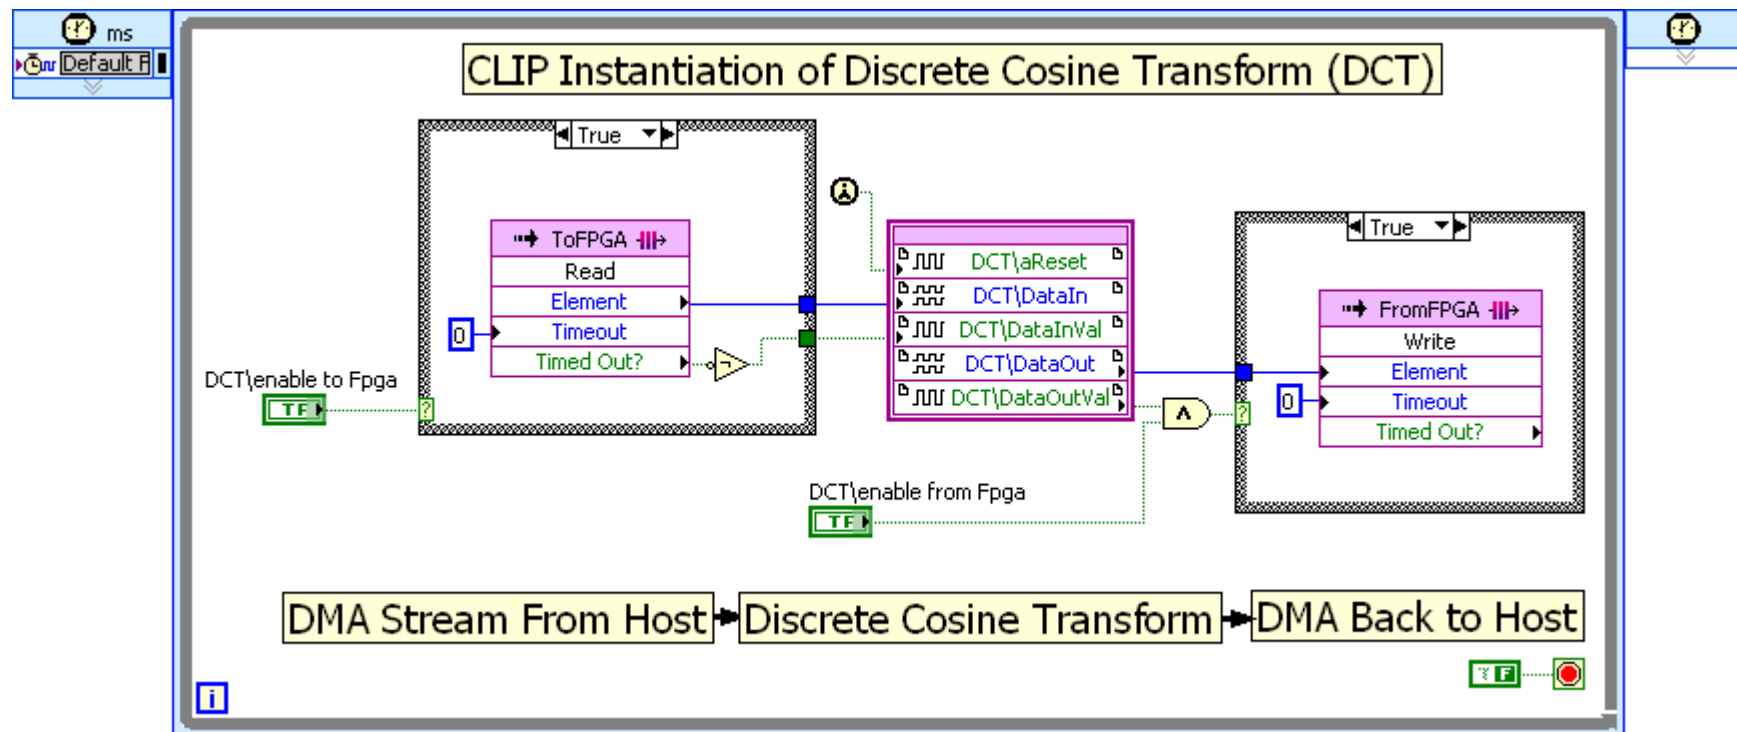 ms
Default F
CLIP Instantiation of Discrete Cosine Transform (DCT)
True
ToFPGA
Read
Element
0
Timeout
Timed Out?
DCT\enable to Fpga
TF
?
DCT\aReset
DCT\DataIn
DCT\DataInVal
DCT\DataOut
DCT\DataOutVal
DCT\enable from Fpga
TF
True
FromFPGA
Write
Element
0
Timeout
?
Timed Out?
DMA Stream From Host
Discrete Cosine Transform
DMA Back to Host
F
i